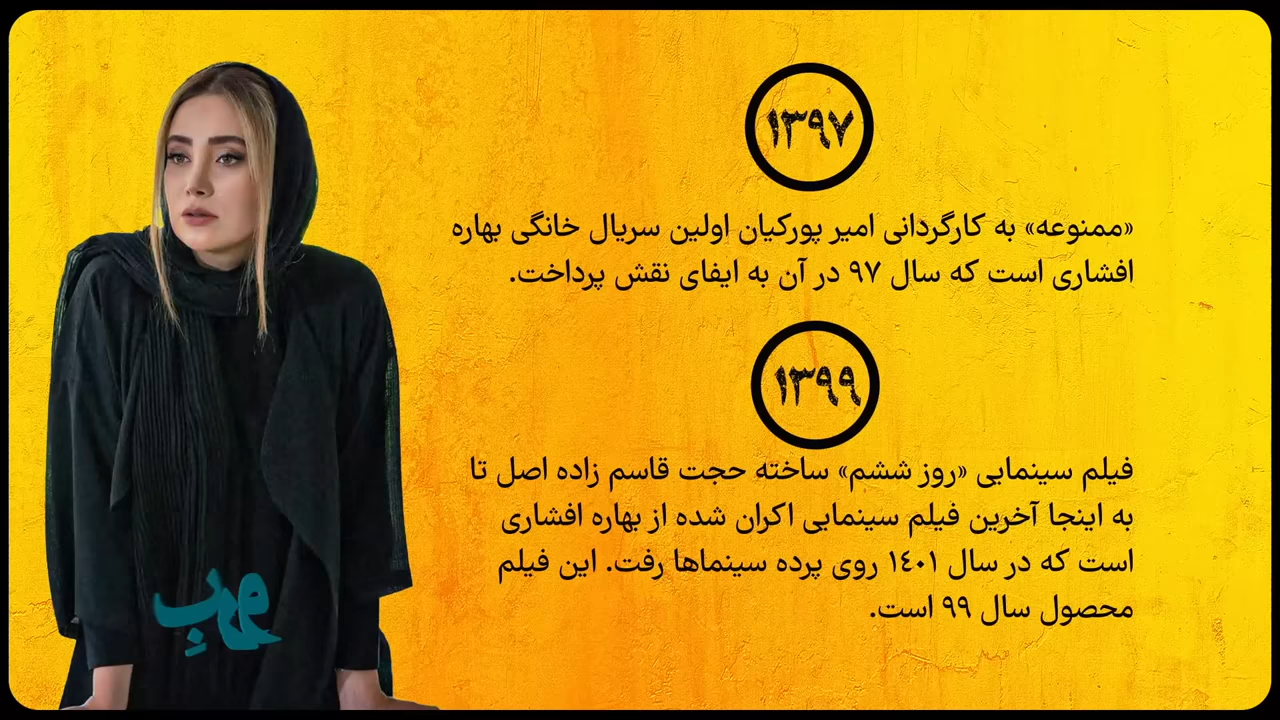 ۱۳۹۷
«ممنوعه» به کارگردانی امیر پورکیان اولین سریال خانگی بهاره
افشاری است که سال ۹۷ در آن به ایفای نقش پرداخت.
۱۳۹۹
فیلم سینمایی «روز ششم» ساخته حجت قاسم زاده اصل تا
به اینجا آخرین فیلم سینمایی اکران شده از بهاره افشاری
است که در سال ۱٤۰۱ روی پرده سینماها رفت. این فیلم
محصول سال ۹۹ است.